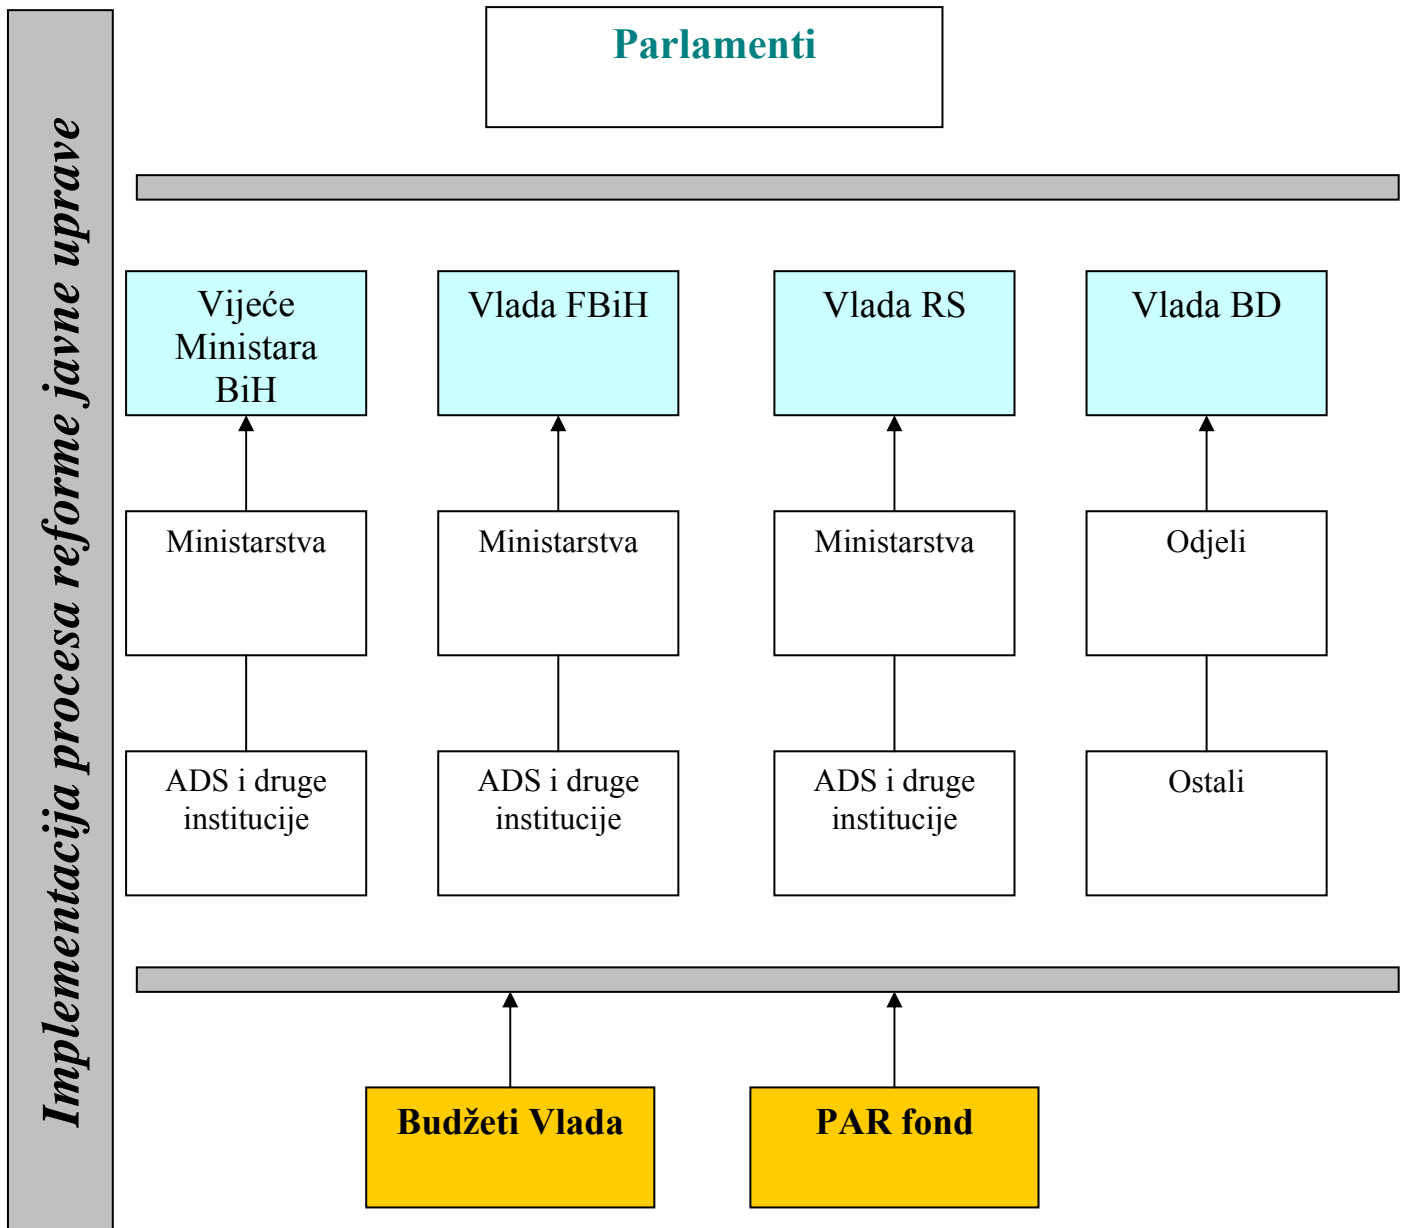 Parlamenti
Implementacija procesa reforme javne uprave
Vijeće
Ministara
BiH
Vlada FBiH
Vlada RS
Vlada BD
Ministarstva
Ministarstva
Ministarstva
Odjeli
ADS i druge
institucije
ADS i druge
institucije
ADS i druge
institucije
Ostali
Budžeti Vlada
PAR fond